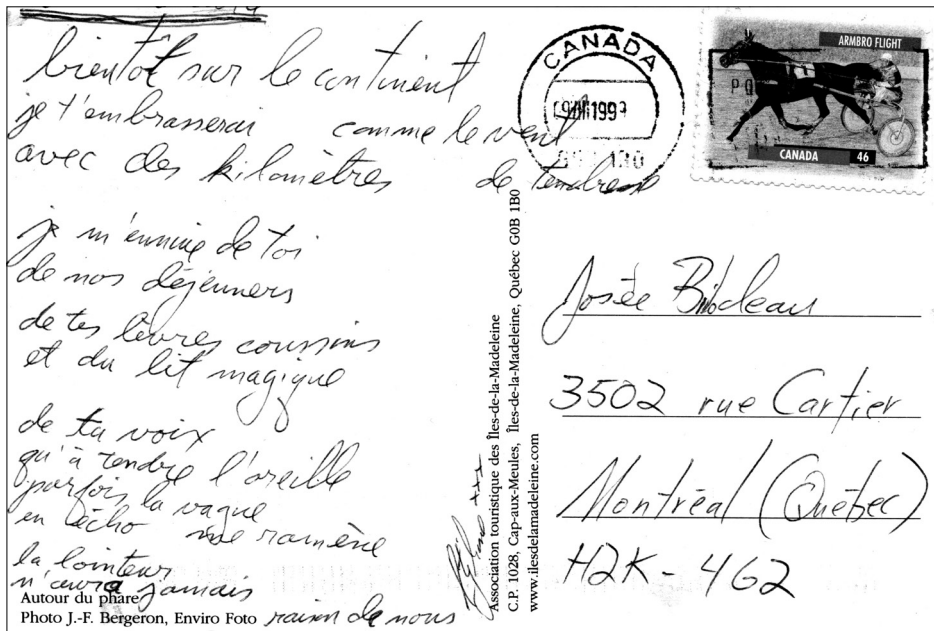 bientôt sur le continent
je t'embrasserai comme le vent
avec des kilomètres de tendresse
je m'ennuie de toi
de nos déjeuners
de tes lèvres coussins
et du lit magique
de ta voix
qu'à tendre l'oreille
parfois la vague
en écho me ramène
la lointeur
n'aura jamais
raison de nous
xxx
Autour du phare
Photo J.-F. Bergeron, Enviro Foto
Association touristique des Îles-de-la-Madeleine
C.P. 1028, Cap-aux-Meules, Îles-de-la-Madeleine, Québec G0B 1B0
www.ilesdelamadeleine.com
CANADA
1999
ARMBRO FLIGHT
CANADA 46
Josée Bilodeau
3502 rue Cartier
Montréal (Québec)
H2K-4G2